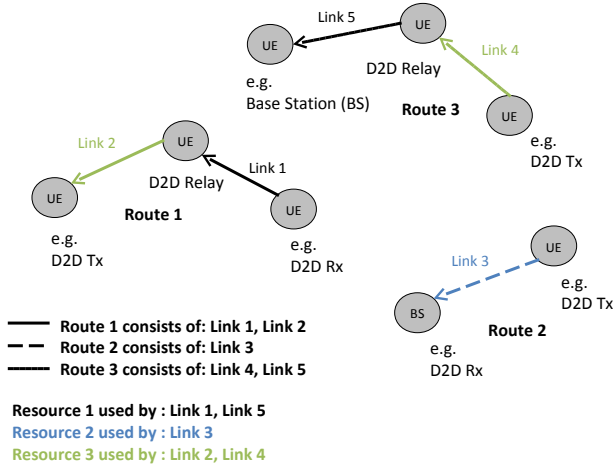 Link 5
UE
UE
Link 4
D2D Relay
e.g.
Base Station (BS)
Route 3
UE
e.g.
D2D Tx
Link 2
UE
Link 1
D2D Relay
UE
Route 1
UE
e.g.
D2D Tx
e.g.
D2D Rx
Link 3
UE
e.g.
D2D Tx
BS
Route 2
e.g.
D2D Rx
Route 1 consists of: Link 1, Link 2
Route 2 consists of: Link 3
Route 3 consists of: Link 4, Link 5
Resource 1 used by : Link 1, Link 5
Resource 2 used by : Link 3
Resource 3 used by : Link 2, Link 4